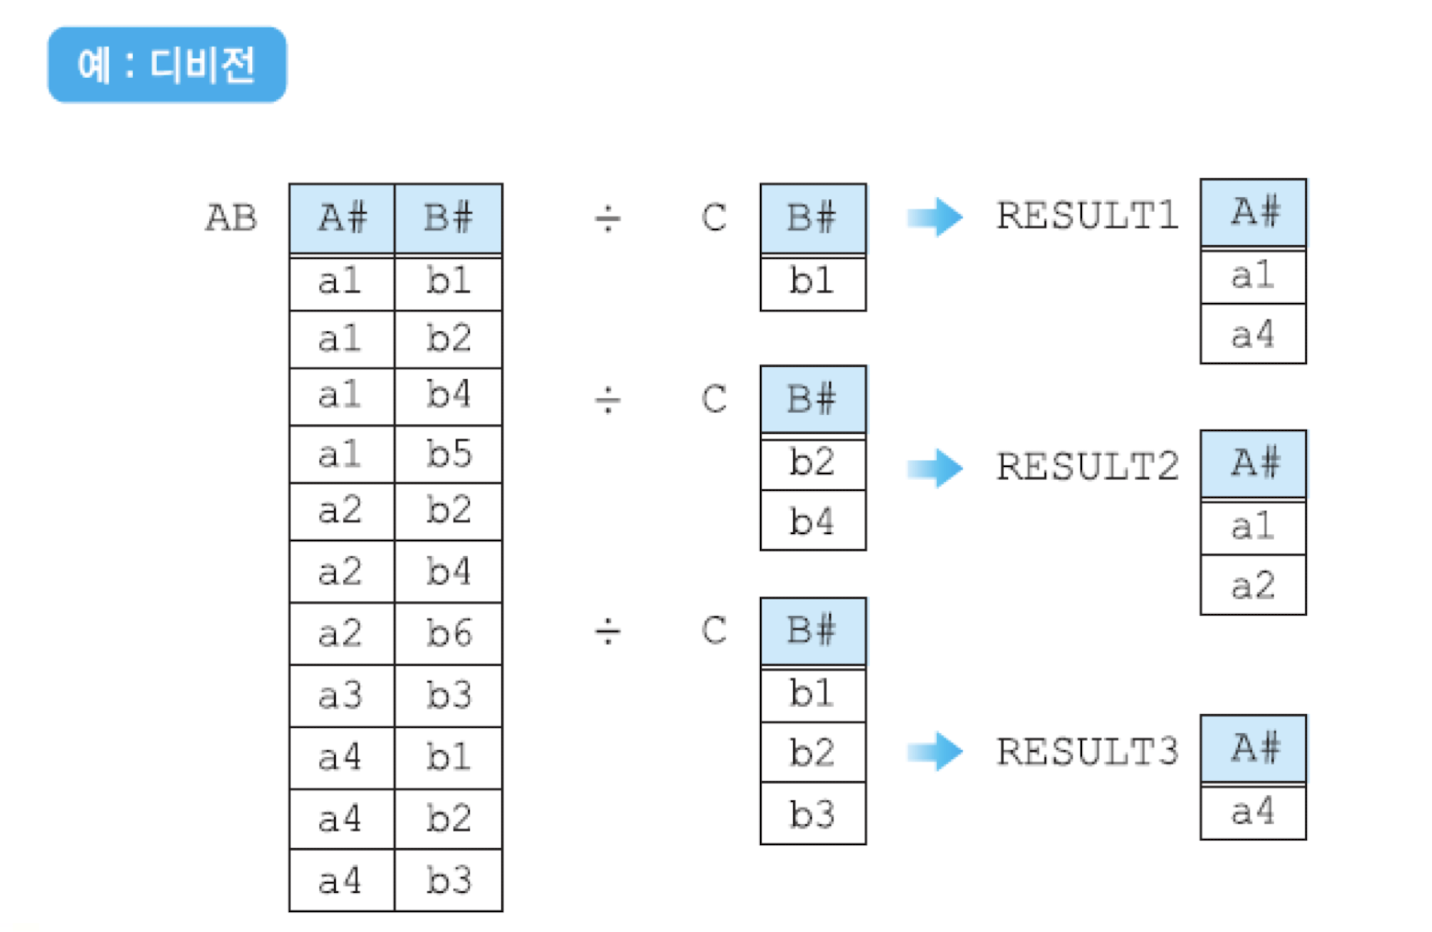 예 : 디비전
AB A# B# ÷ C B# RESULT1 A#
a1 b1 b1 a1
a1 b2 a4
a1 b4 ÷ C B#
a1 b5 b2 RESULT2 A#
a2 b2 b4 a1
a2 b4 a2
a2 b6 ÷ C B#
a3 b3 b1
a4 b1 b2 RESULT3 A#
a4 b2 b3 a4
a4 b3